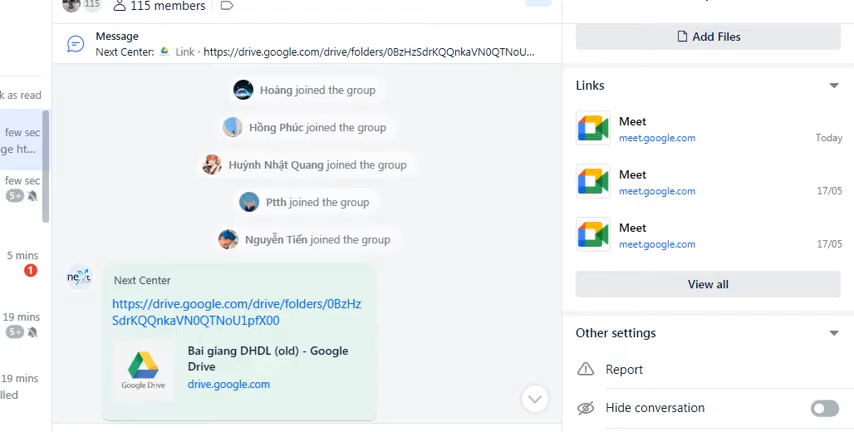 115
115 members
Message
Next Center: Link · https://drive.google.com/drive/folders/0BzHzSdrKQQnkaVN0QTNoU...
k as read
few sec
ge ht...
few sec
5+
5 mins
1
19 mins
5+
19 mins
lled
Hoàng joined the group
Hồng Phúc joined the group
Huỳnh Nhật Quang joined the group
Ptth joined the group
Nguyễn Tiến joined the group
next
Next Center
https://drive.google.com/drive/folders/0BzHz
SdrKQQnkaVN0QTNoU1pfX00
Google Drive
Bai giang DHDL (old) - Google
Drive
drive.google.com
Add Files
Links
Meet
meet.google.com
Today
Meet
meet.google.com
17/05
Meet
meet.google.com
17/05
View all
Other settings
Report
Hide conversation